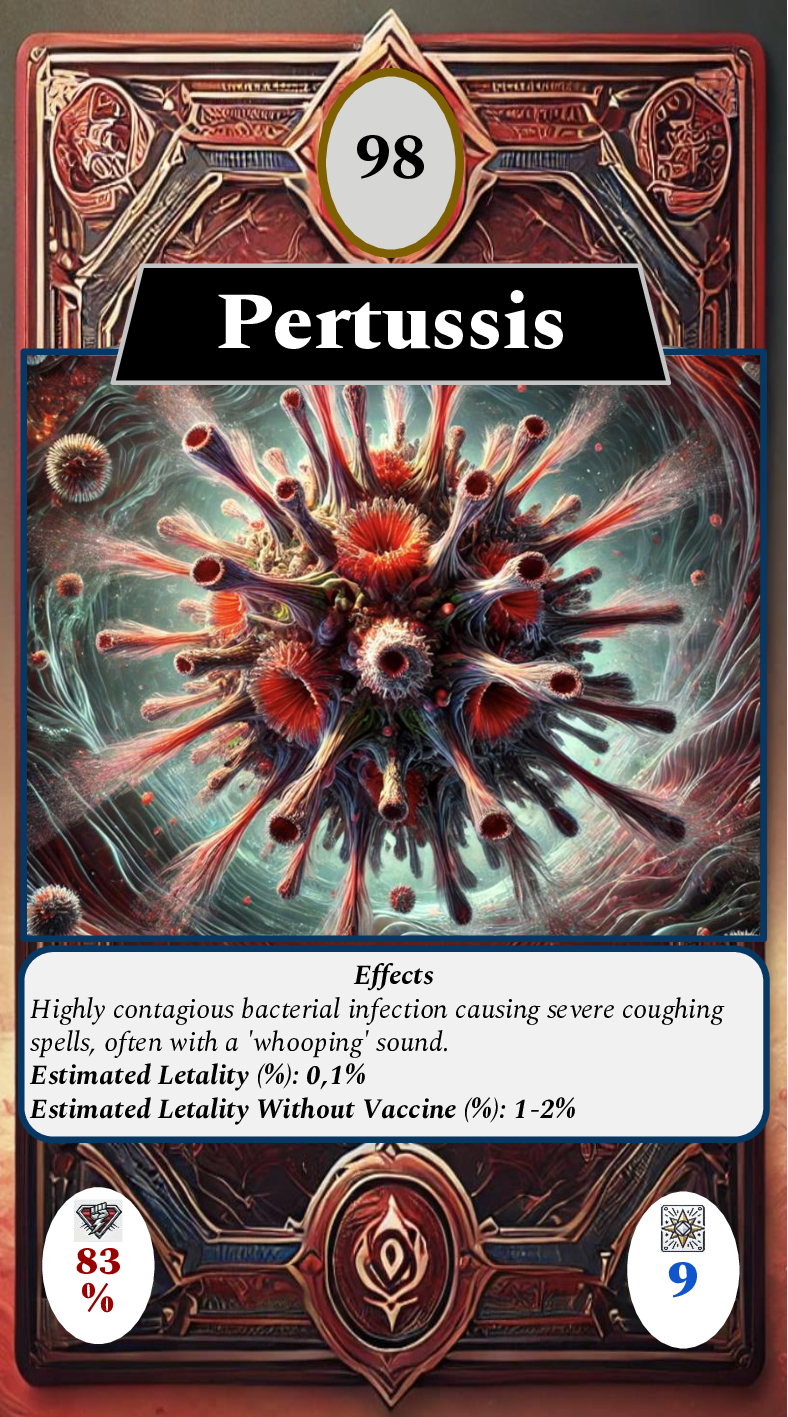 98
Pertussis
Effects
Highly contagious bacterial infection causing severe coughing
spells, often with a 'whooping' sound.
Estimated Letality (%): 0,1%
Estimated Letality Without Vaccine (%): 1-2%
83
%
9